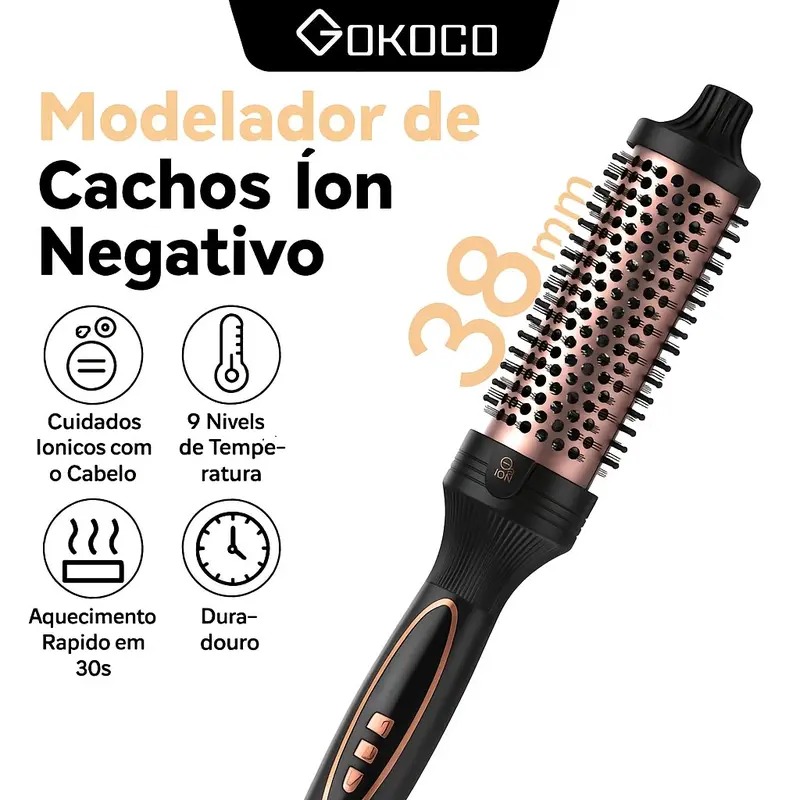 GOKOCO
Modelador de
Cachos Íon
Negativo
38mm
Cuidados
Ionicos com
o Cabelo
9 Nivels
de Tempe-
ratura
Aquecimento
Rapido em
30s
Dura-
douro
ION